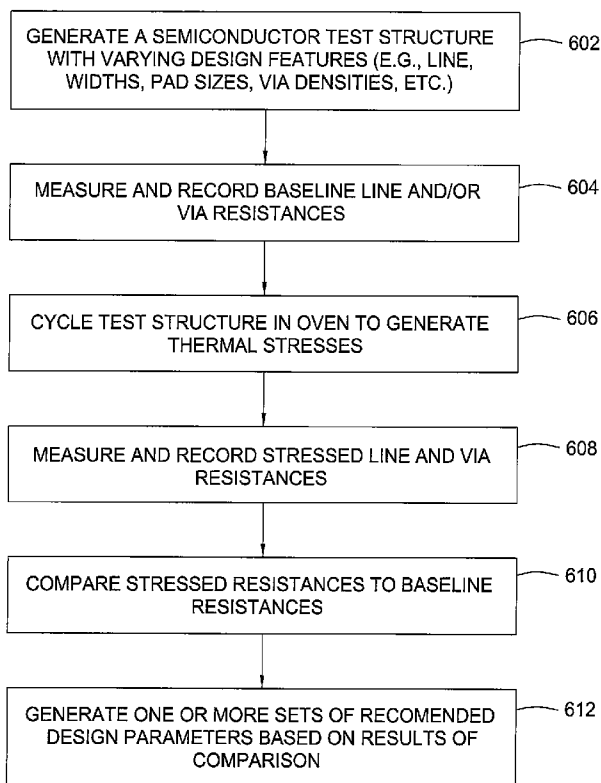 GENERATE A SEMICONDUCTOR TEST STRUCTURE
WITH VARYING DESIGN FEATURES (E.G., LINE,
WIDTHS, PAD SIZES, VIA DENSITIES, ETC.)
602
MEASURE AND RECORD BASELINE LINE AND/OR
VIA RESISTANCES
604
CYCLE TEST STRUCTURE IN OVEN TO GENERATE
THERMAL STRESSES
606
MEASURE AND RECORD STRESSED LINE AND VIA
RESISTANCES
608
COMPARE STRESSED RESISTANCES TO BASELINE
RESISTANCES
610
GENERATE ONE OR MORE SETS OF RECOMENDED
DESIGN PARAMETERS BASED ON RESULTS OF
COMPARISON
612